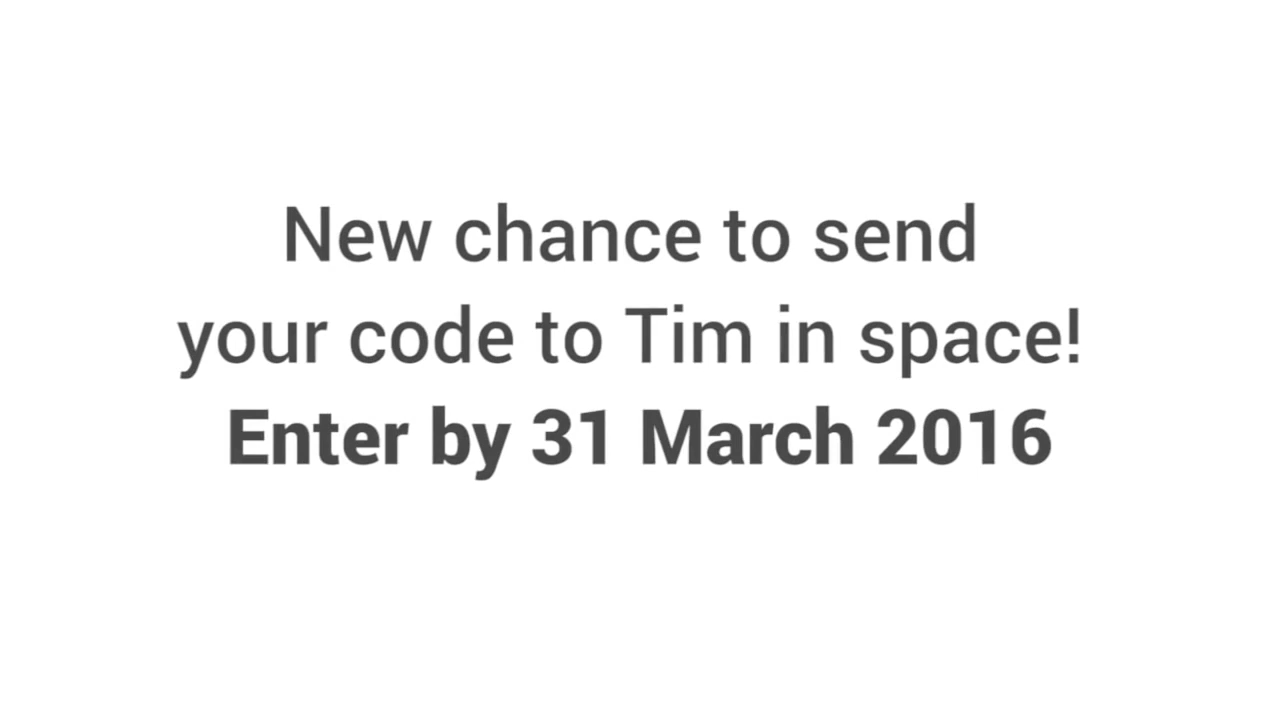 New chance to send
your code to Tim in space!
Enter by 31 March 2016